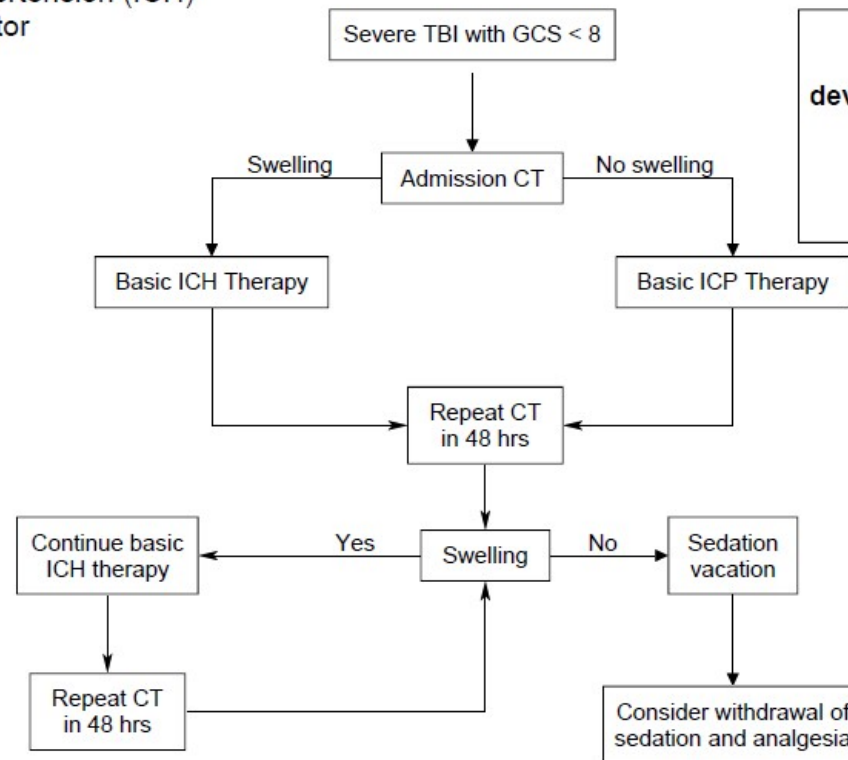 tor
Severe TBI with GCS < 8
dev
Swelling
Admission CT
No swelling
Basic ICH Therapy
Basic ICP Therapy
Repeat CT
in 48 hrs
Continue basic
ICH therapy
Yes
Swelling
No
Sedation
vacation
Repeat CT
in 48 hrs
Consider withdrawal of
sedation and analgesia